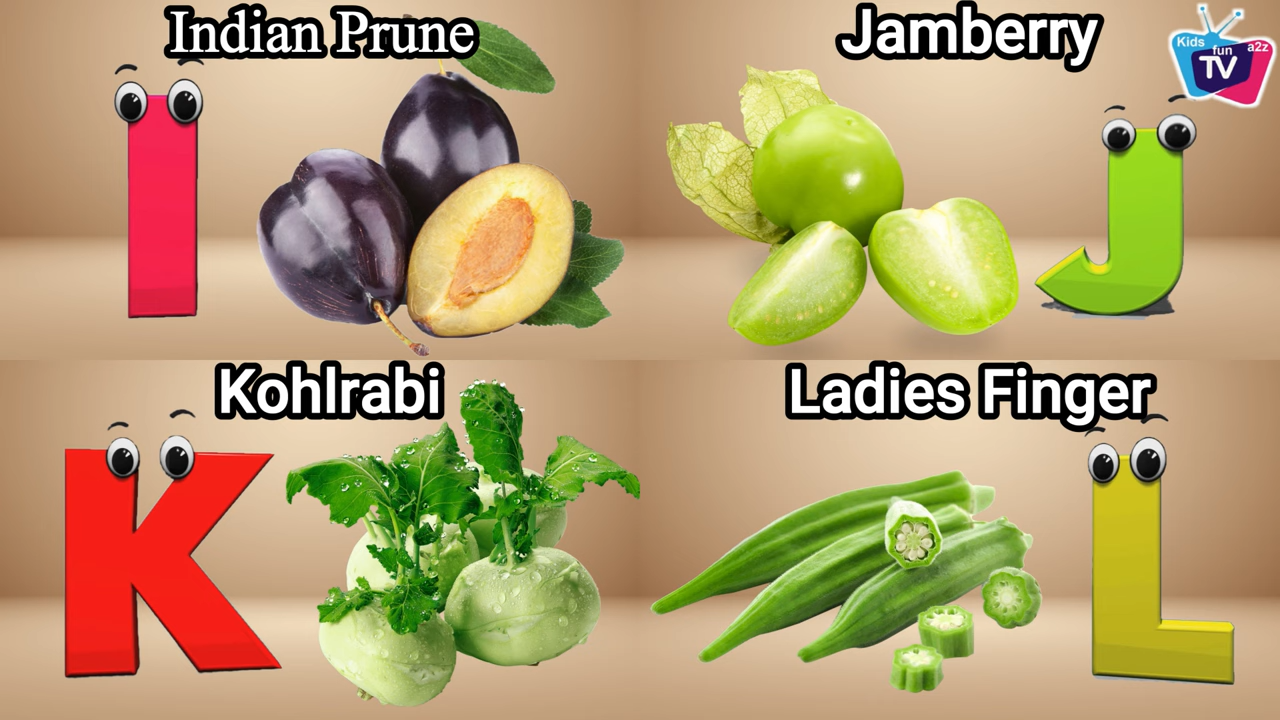 Indian Prune
Jamberry
Kids fun a2z
TV
I
J
Kohlrabi
Ladies Finger
K
L